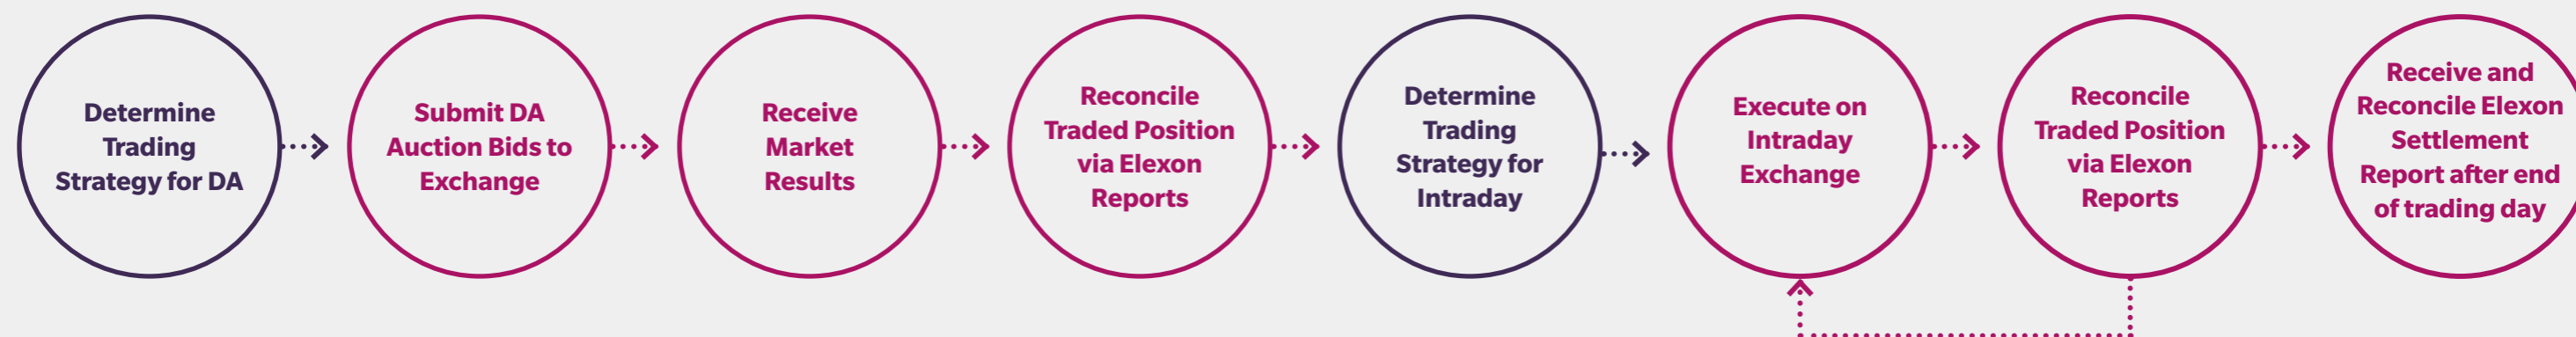 Determine
Trading
Strategy for DA
Submit DA
Auction Bids to
Exchange
Receive
Market
Results
Reconcile
Traded Position
via Elexon
Reports
Determine
Trading
Strategy for
Intraday
Execute on
Intraday
Exchange
Reconcile
Traded Position
via Elexon
Reports
Receive and
Reconcile Elexon
Settlement
Report after end
of trading day